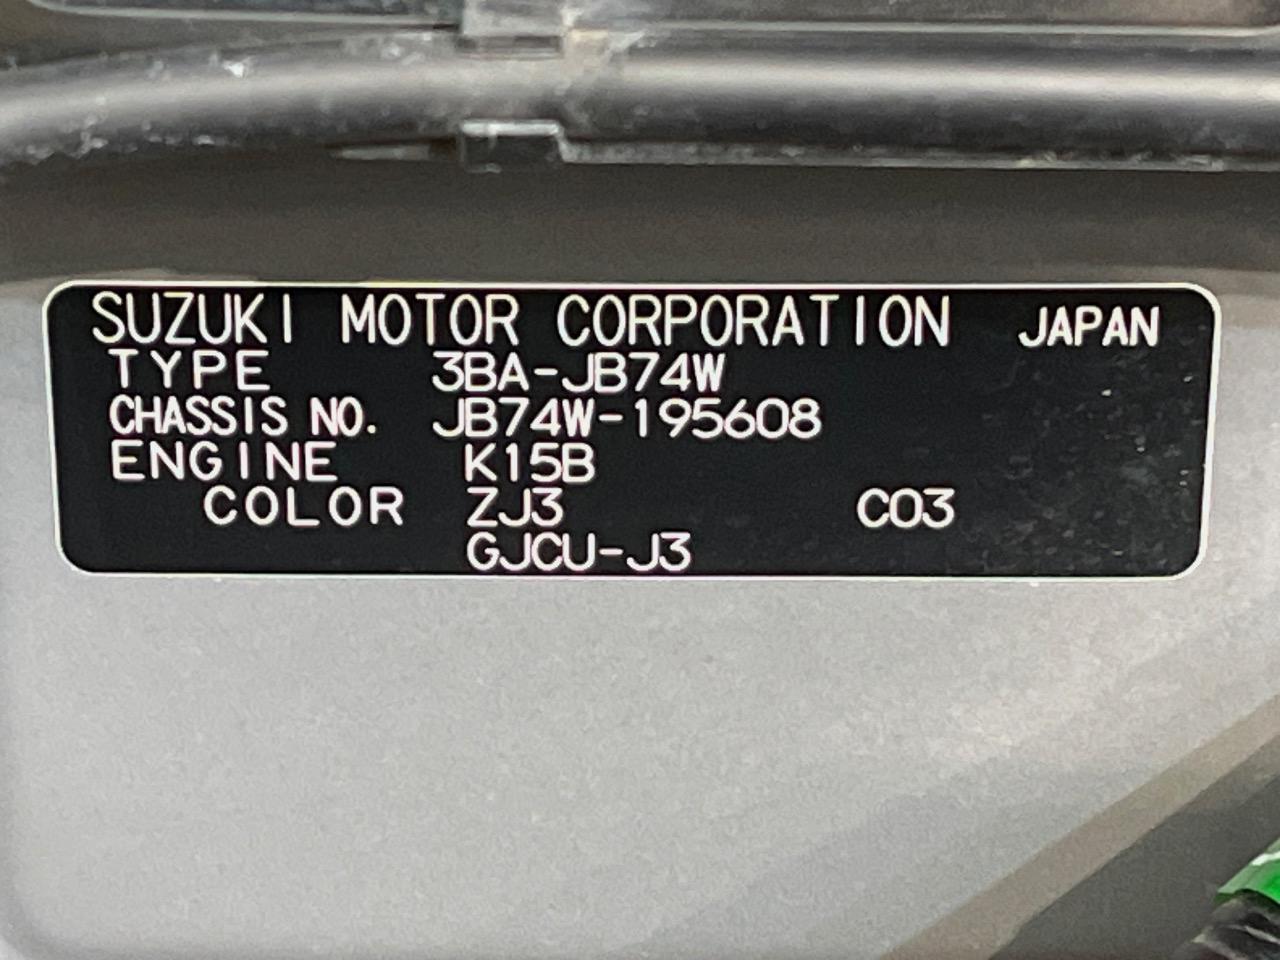 SUZUKI MOTOR CORPORATION JAPAN
TYPE 3BA-JB74W
CHASSIS NO. JB74W-195608
ENGINE K15B
COLOR ZJ3 C03
GJCU-J3